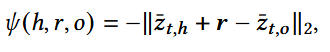 ψ(h, r, o) = −‖z̄ₜ,ₕ + r − z̄ₜ,ₒ‖₂,